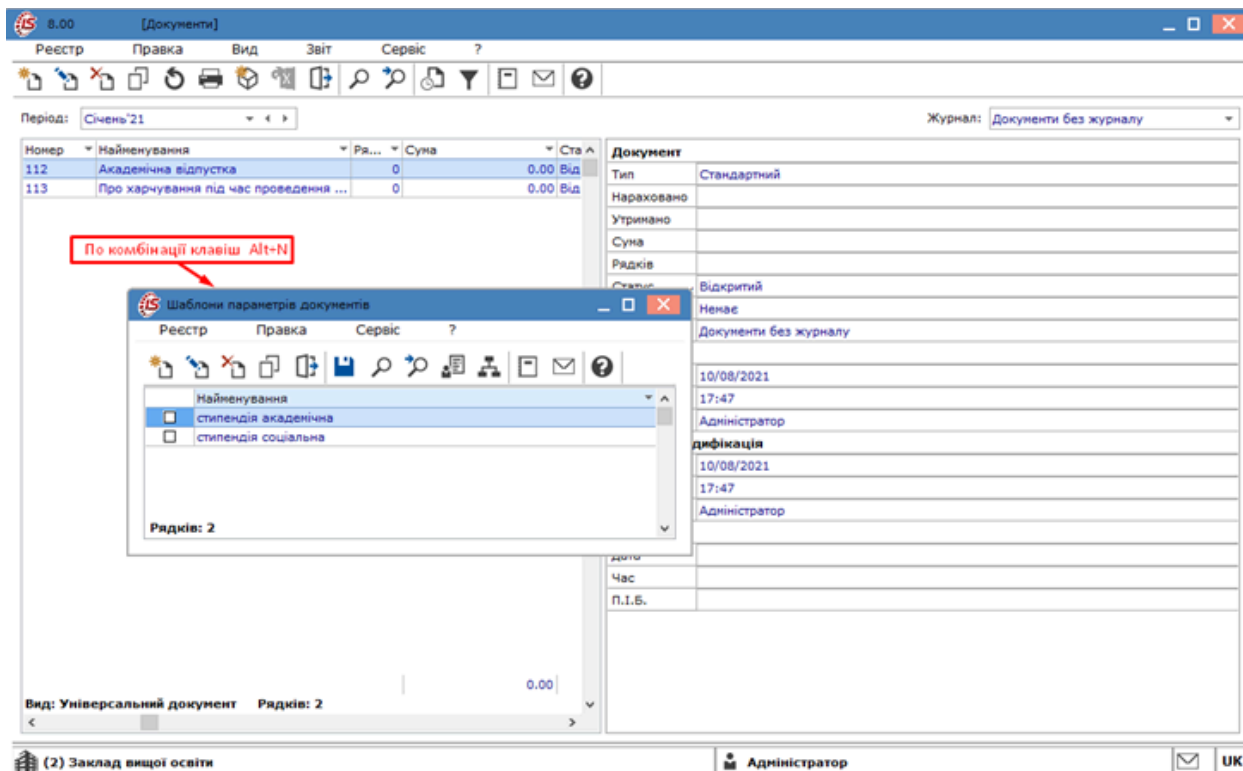 8.00 [Документи]
Реєстр Правка Вид Звіт Сервіс ?
Період: Січень'21 Журнал: Документи без журналу
Номер Найменування Ря... Сума Ста
112 Академічна відпустка 0 0.00 Від
113 Про харчування під час проведення ... 0 0.00 Від
Документ
Тип Стандартний
Нараховано
Утримано
Сума
Рядків
Статус Відкритий
Немає
Документи без журналу
10/08/2021
17:47
Адміністратор
дифікація
10/08/2021
17:47
Адміністратор
Дата
Час
П.І.Б.
По комбінації клавіш Alt+N
Шаблони параметрів документів
Реєстр Правка Сервіс ?
Найменування
стипендія академічна
стипендія соціальна
Рядків: 2
0.00
Вид: Універсальний документ Рядків: 2
(2) Заклад вищої освіти Адміністратор UK